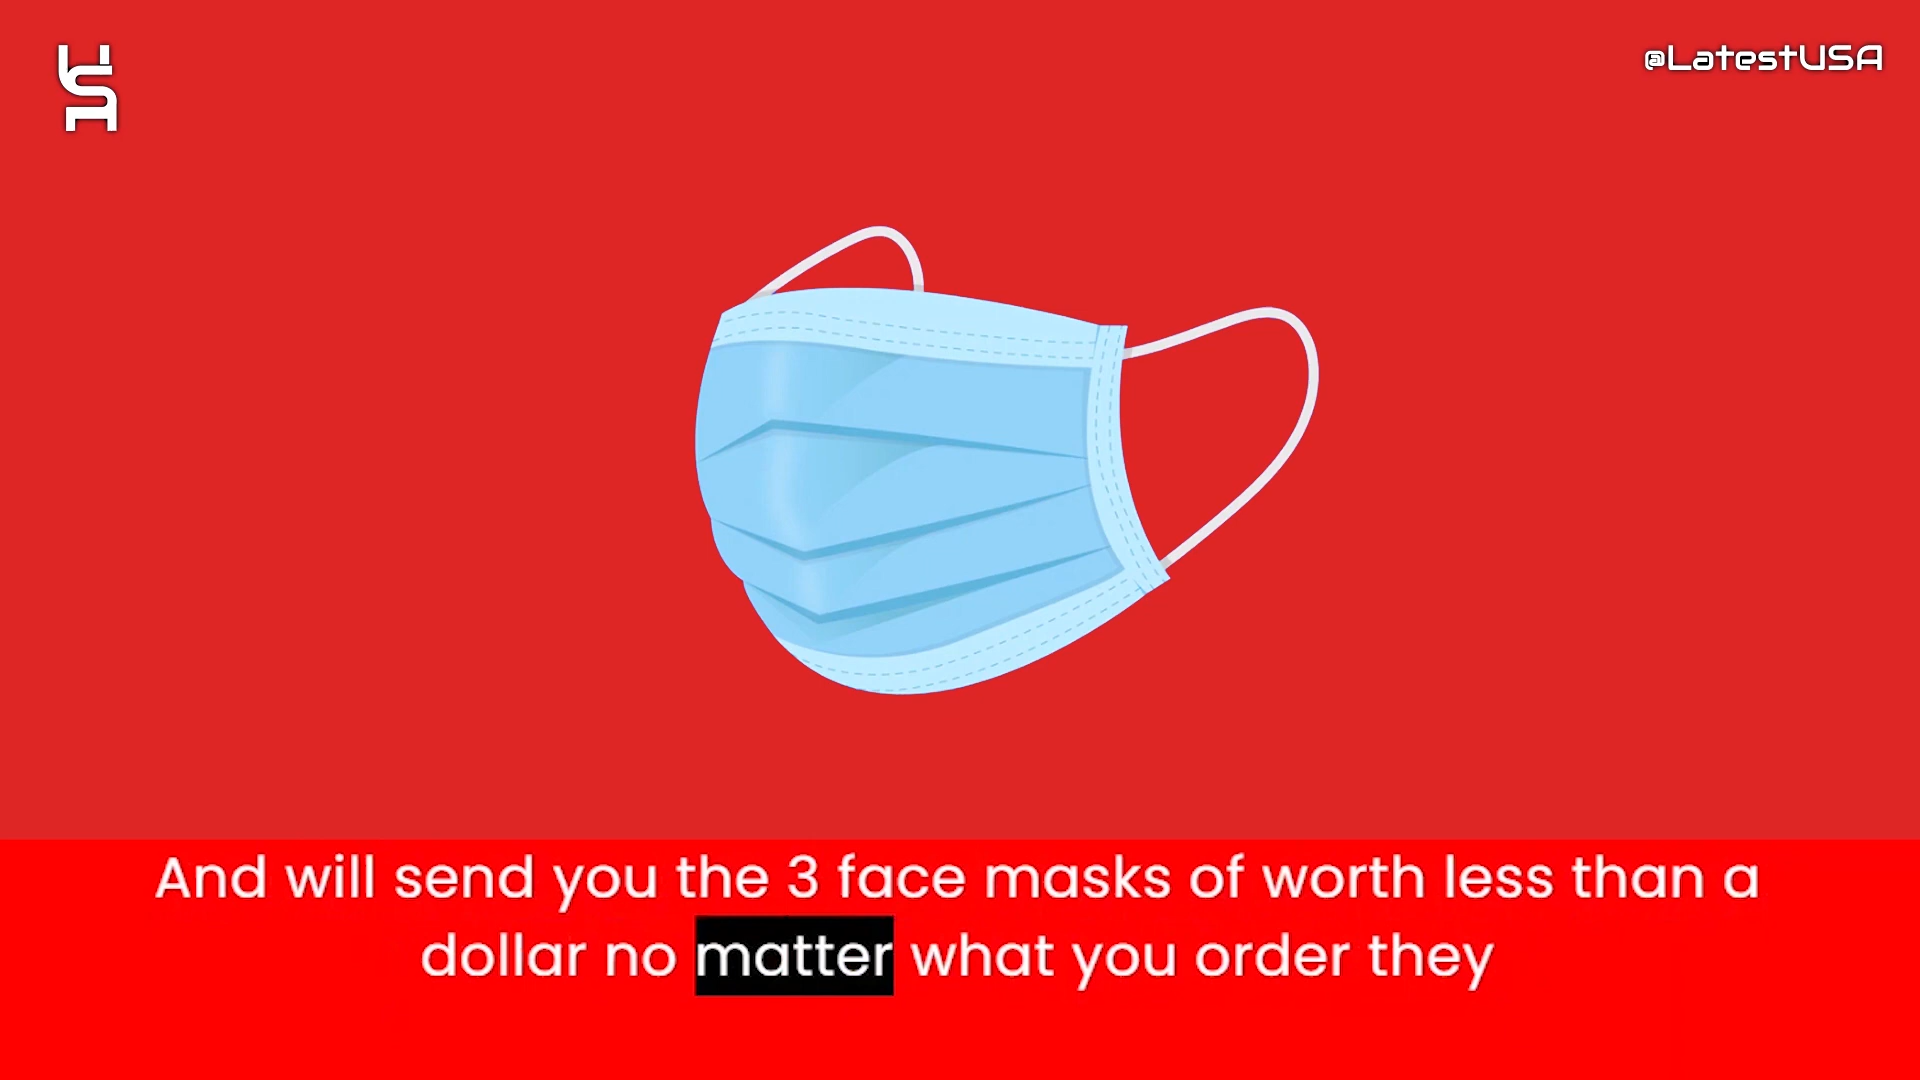 USA
@LatestUSA
And will send you the 3 face masks of worth less than a
dollar no matter what you order they